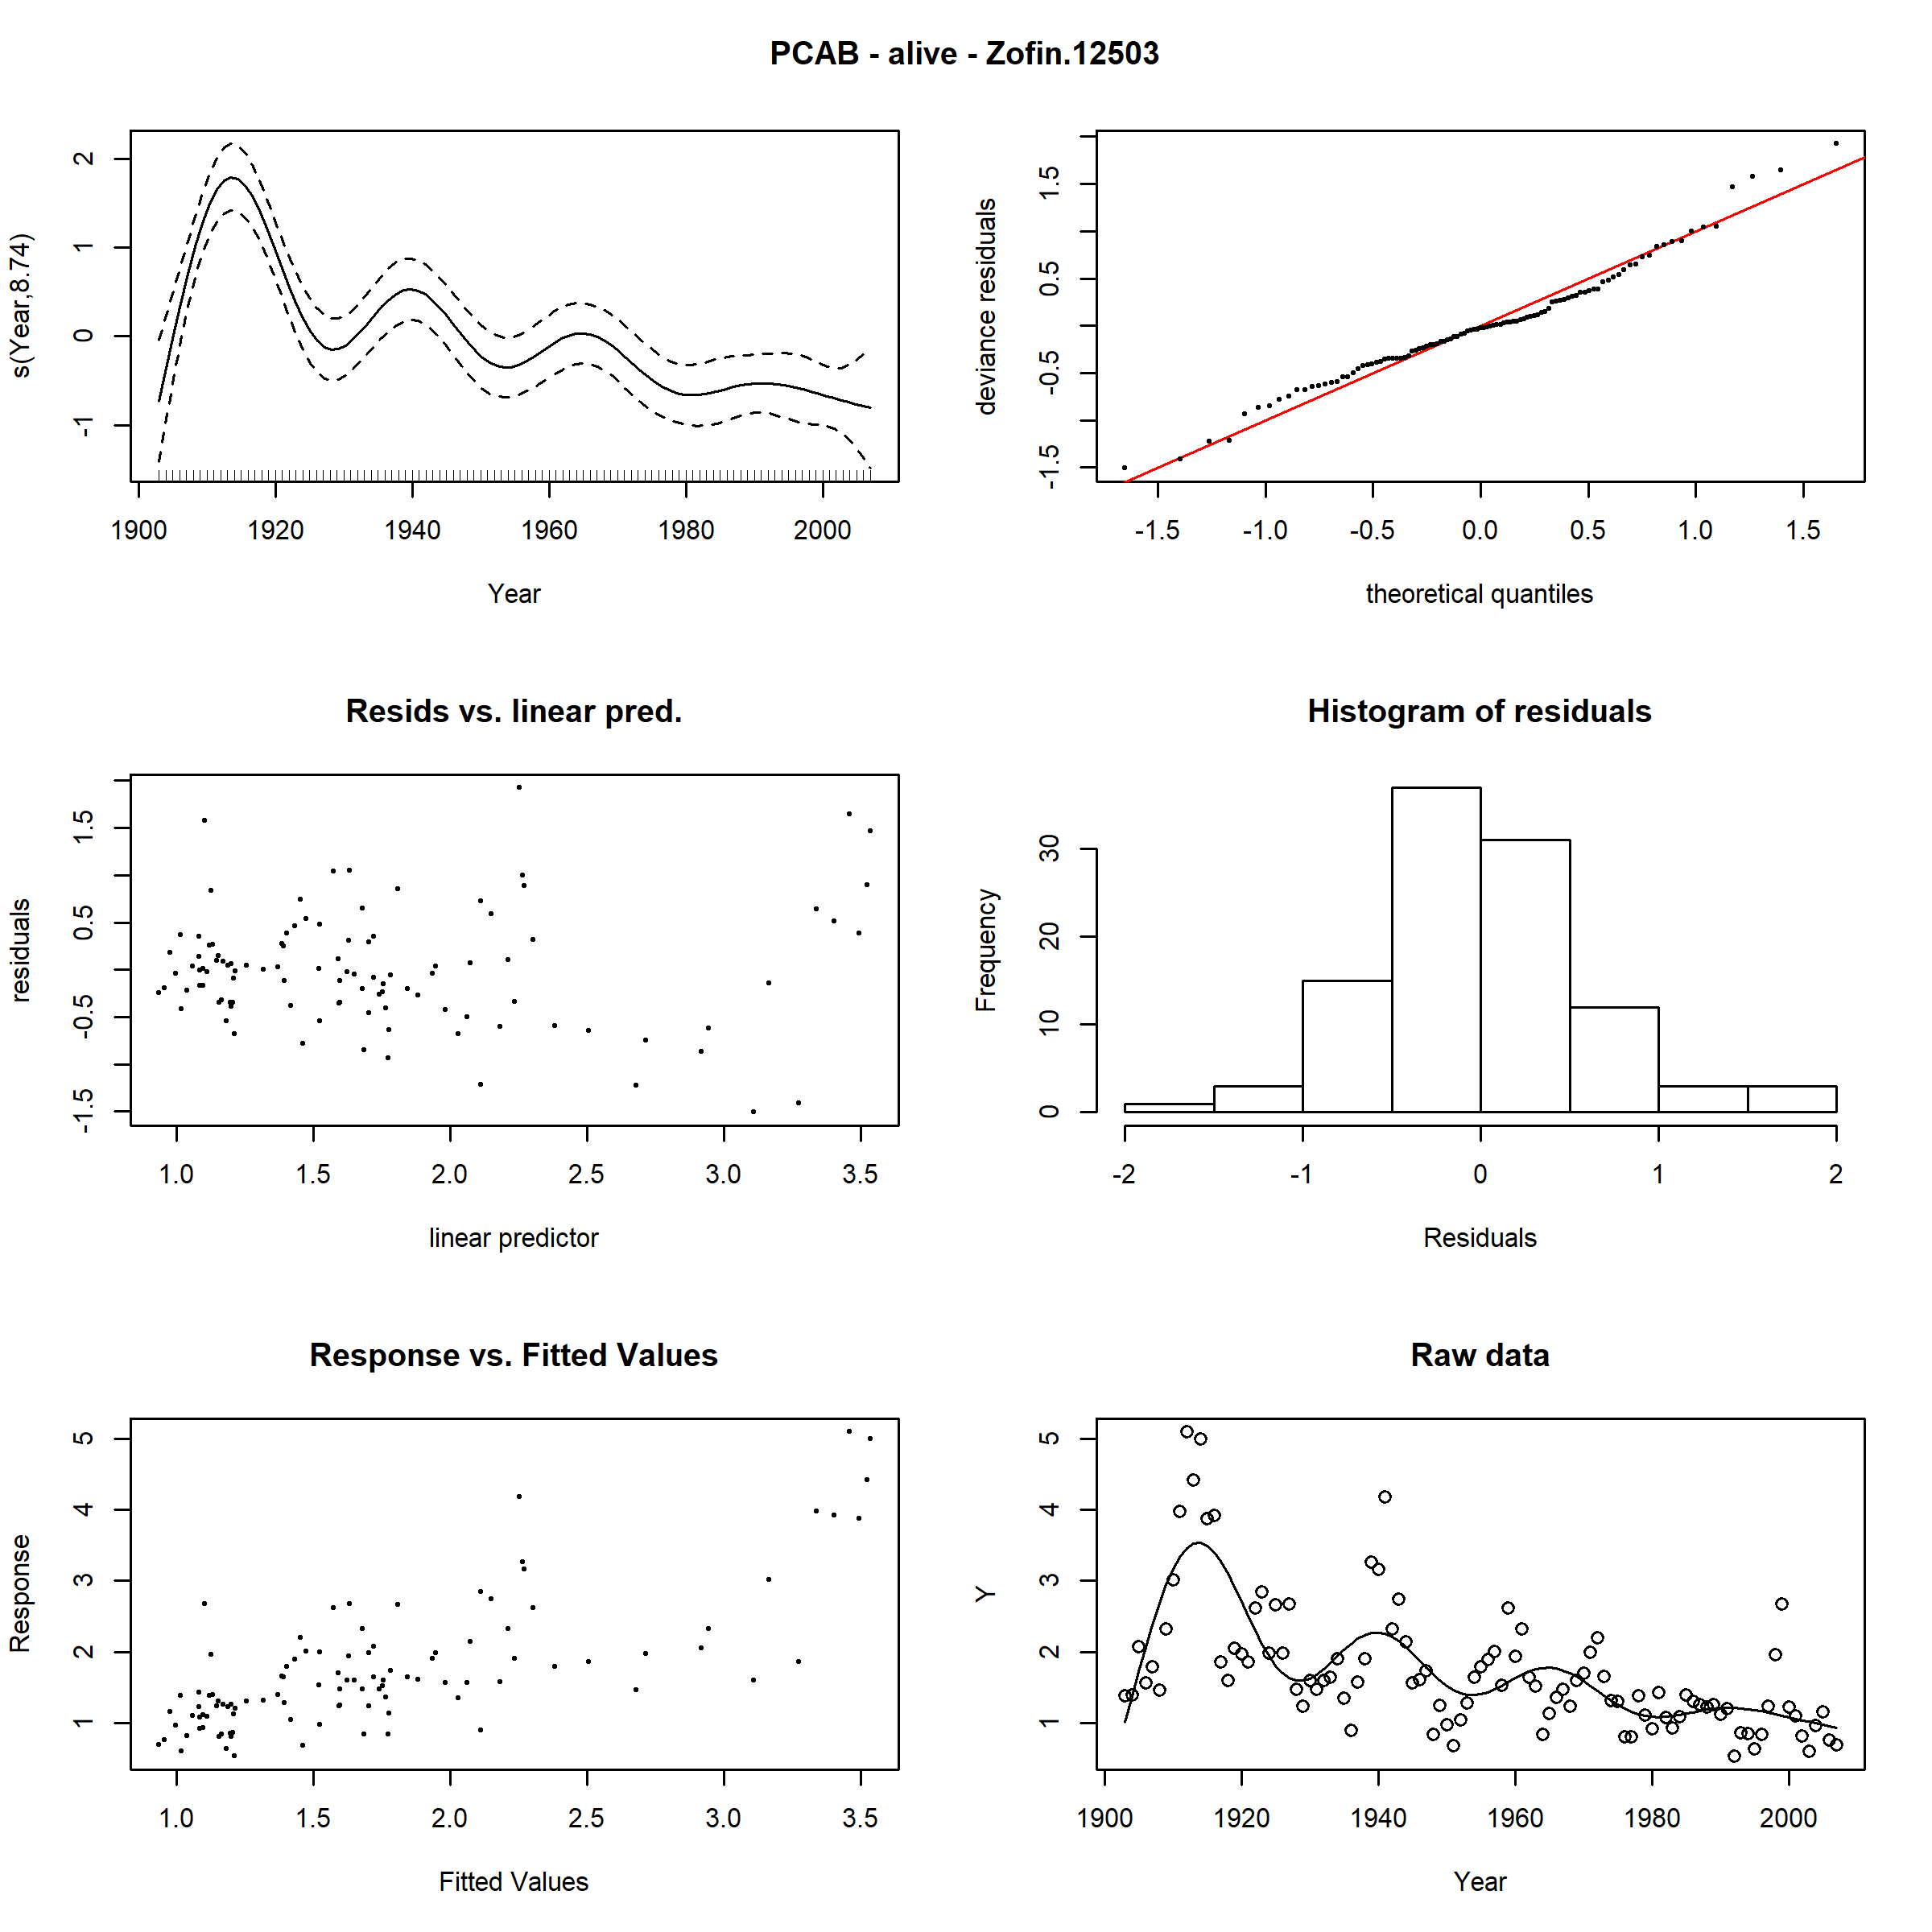 PCAB - alive - Zofin.12503
s(Year,8.74)
2
1
0
-1
1900 1920 1940 1960 1980 2000
Year
deviance residuals
1.5
0.5
-0.5
-1.5
-1.5 -1.0 -0.5 0.0 0.5 1.0 1.5
theoretical quantiles
Resids vs. linear pred.
residuals
1.5
0.5
-0.5
-1.5
1.0 1.5 2.0 2.5 3.0 3.5
linear predictor
Histogram of residuals
Frequency
30
20
10
0
-2 -1 0 1 2
Residuals
Response vs. Fitted Values
Response
5
4
3
2
1
1.0 1.5 2.0 2.5 3.0 3.5
Fitted Values
Raw data
Y
5
4
3
2
1
1900 1920 1940 1960 1980 2000
Year